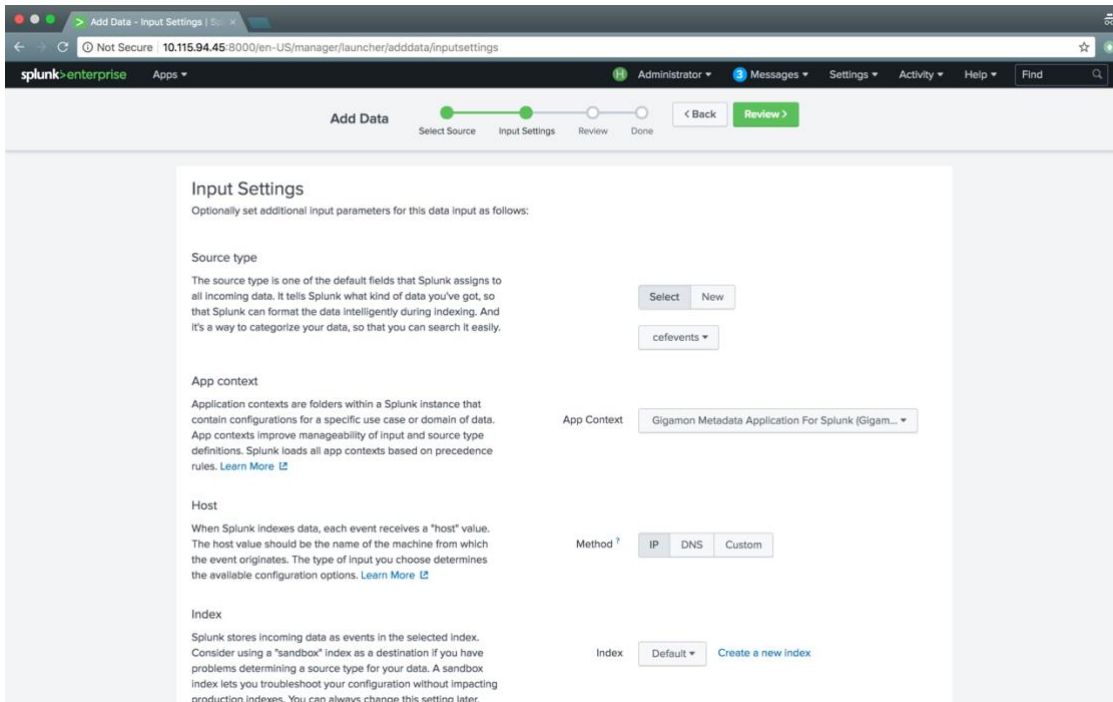 Add Data - Input Settings | Spl
Not Secure 10.115.94.45:8000/en-US/manager/launcher/adddata/inputsettings
splunk>enterprise Apps Administrator 3 Messages Settings Activity Help Find
Add Data
Select Source Input Settings Review Done
< Back Review >
Input Settings
Optionally set additional input parameters for this data input as follows:
Source type
The source type is one of the default fields that Splunk assigns to
all incoming data. It tells Splunk what kind of data you've got, so
that Splunk can format the data intelligently during indexing. And
it's a way to categorize your data, so that you can search it easily.
Select New
cefevents
App context
Application contexts are folders within a Splunk instance that
contain configurations for a specific use case or domain of data.
App contexts improve manageability of input and source type
definitions. Splunk loads all app contexts based on precedence
rules. Learn More
App Context Gigamon Metadata Application For Splunk (Gigam...
Host
When Splunk indexes data, each event receives a "host" value.
The host value should be the name of the machine from which
the event originates. The type of input you choose determines
the available configuration options. Learn More
Method ? IP DNS Custom
Index
Splunk stores incoming data as events in the selected index.
Consider using a "sandbox" index as a destination if you have
problems determining a source type for your data. A sandbox
index lets you troubleshoot your configuration without impacting
production indexes. You can always change this setting later.
Index Default Create a new index